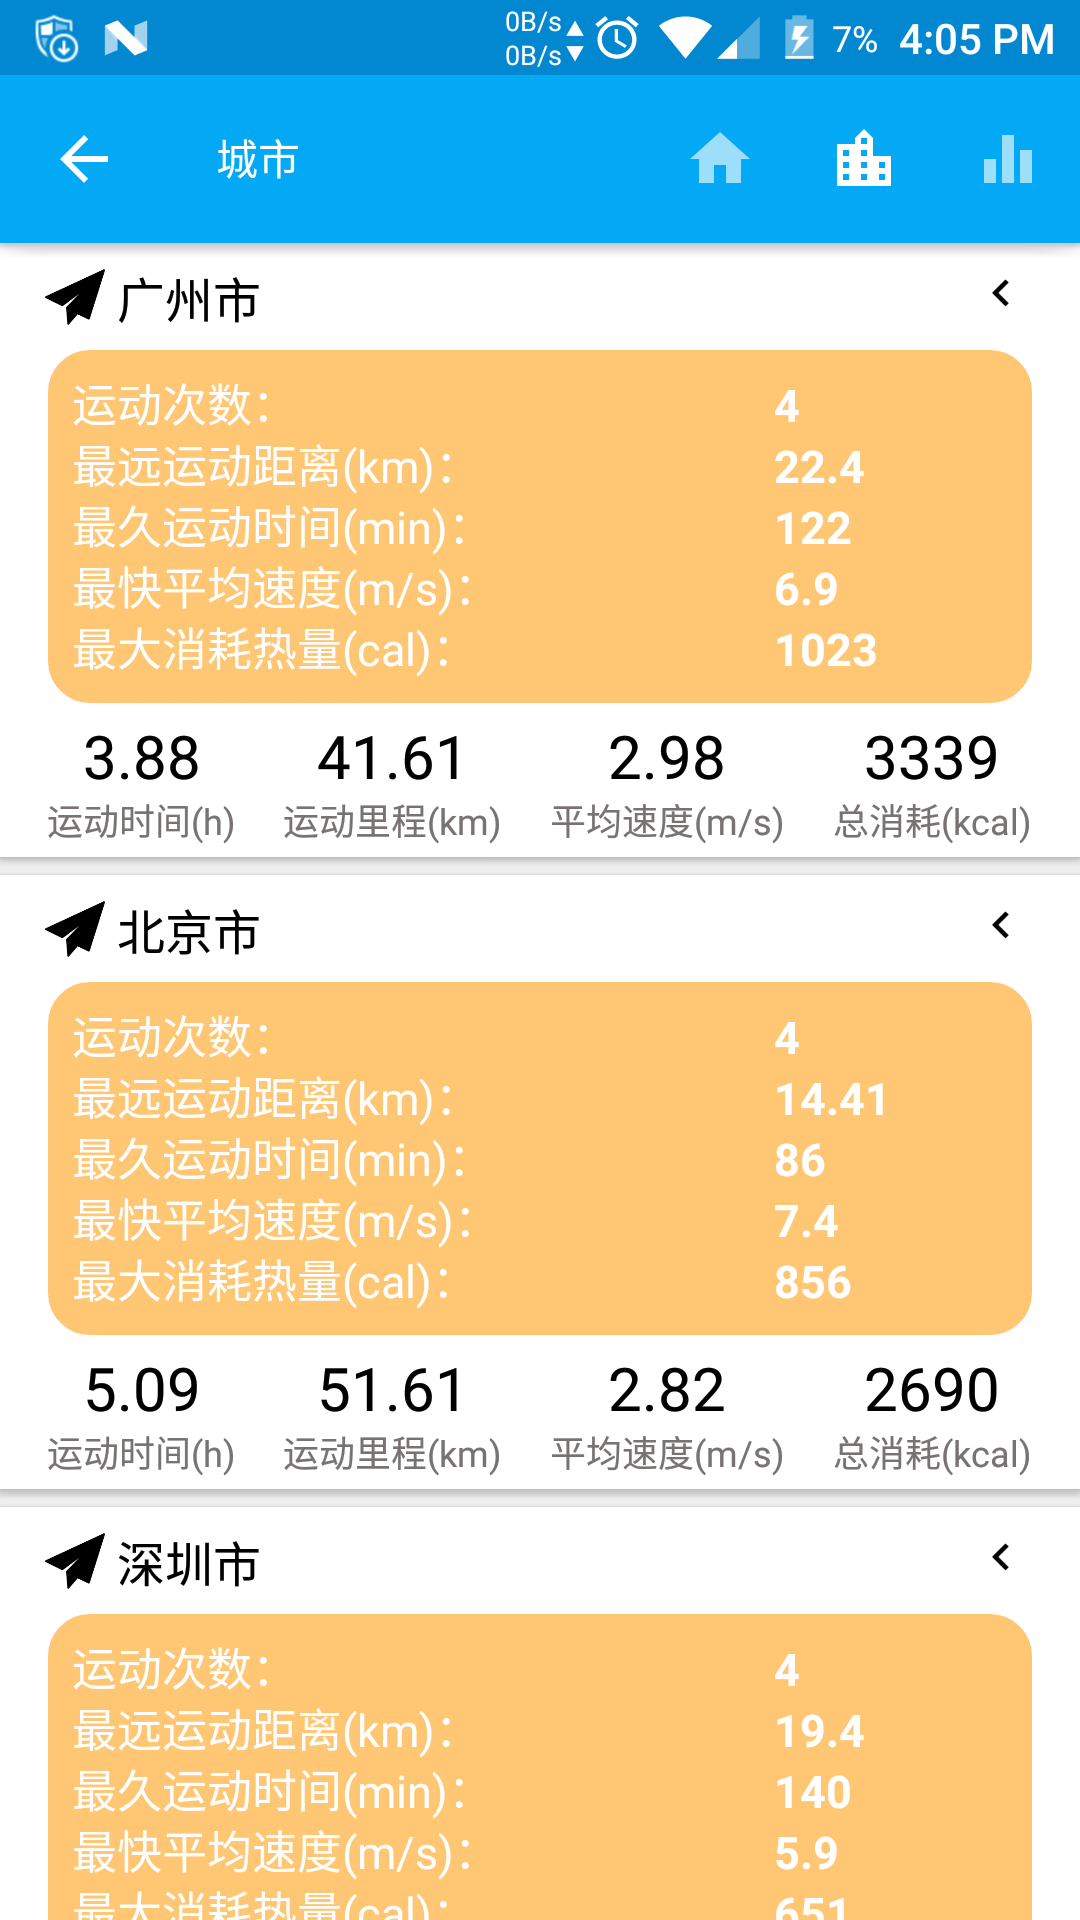 0B/s
0B/s
7% 4:05 PM
城市
广州市
运动次数: 4
最远运动距离(km): 22.4
最久运动时间(min): 122
最快平均速度(m/s): 6.9
最大消耗热量(cal): 1023
3.88 41.61 2.98 3339
运动时间(h) 运动里程(km) 平均速度(m/s) 总消耗(kcal)
北京市
运动次数: 4
最远运动距离(km): 14.41
最久运动时间(min): 86
最快平均速度(m/s): 7.4
最大消耗热量(cal): 856
5.09 51.61 2.82 2690
运动时间(h) 运动里程(km) 平均速度(m/s) 总消耗(kcal)
深圳市
运动次数: 4
最远运动距离(km): 19.4
最久运动时间(min): 140
最快平均速度(m/s): 5.9
最大消耗热量(cal): 651